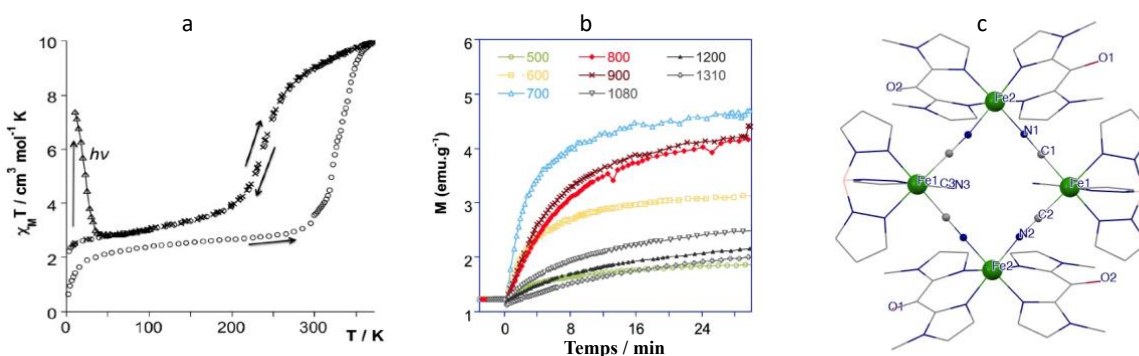 a
10
8
6
4
2
0
χMT / cm³ mol⁻¹ K
hν
0
100
200
300
T / K
b
6
5
4
3
2
1
M (emu.g⁻¹)
500 800 1200
600 900 1310
700 1080
0
8
16
24
Temps / min
c
O1
O2
Fe2
N1
C1
Fe1
C3N3
Fe1
C2
N2
Fe2
O2
O1